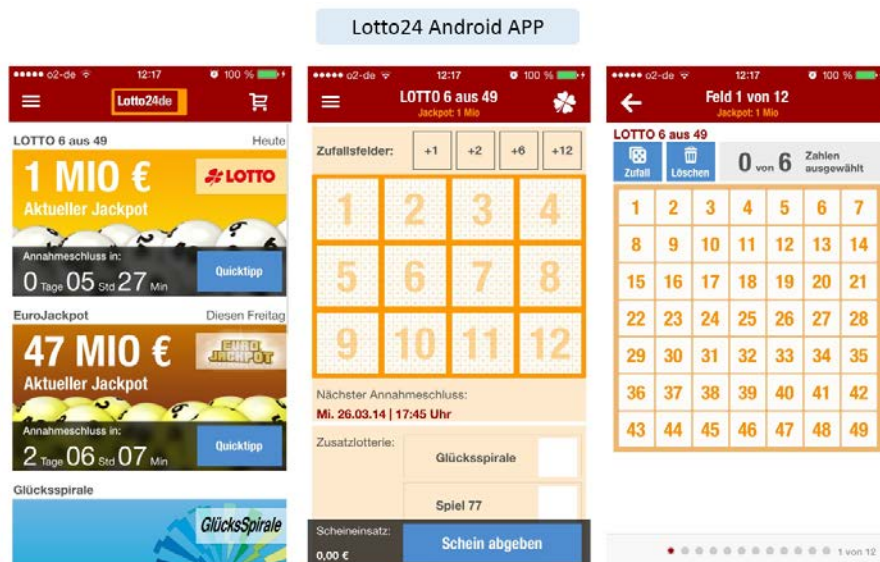 Lotto24 Android APP
o2-de 12:17 100 %
Lotto24de
LOTTO 6 aus 49 Heute
1 MIO €
LOTTO
Aktueller Jackpot
Annahmeschluss in:
0 Tage 05 Std 27 Min
Quicktipp
EuroJackpot Diesen Freitag
47 MIO €
EURO
JACKPOT
Aktueller Jackpot
Annahmeschluss in:
2 Tage 06 Std 07 Min
Quicktipp
Glücksspirale
GlücksSpirale
o2-de 12:17 100 %
LOTTO 6 aus 49
Jackpot: 1 Mio
Zufallsfelder: +1 +2 +6 +12
1 2 3 4
5 6 7 8
9 10 11 12
Nächster Annahmeschluss:
Mi. 26.03.14 | 17:45 Uhr
Zusatzlotterie:
Glücksspirale
Spiel 77
Scheineinsatz:
0,00 €
Schein abgeben
o2-de 12:17 100 %
Feld 1 von 12
Jackpot: 1 Mio
LOTTO 6 aus 49
Zufall
Löschen
0 von 6 Zahlen
ausgewählt
1 2 3 4 5 6 7
8 9 10 11 12 13 14
15 16 17 18 19 20 21
22 23 24 25 26 27 28
29 30 31 32 33 34 35
36 37 38 39 40 41 42
43 44 45 46 47 48 49
1 von 12